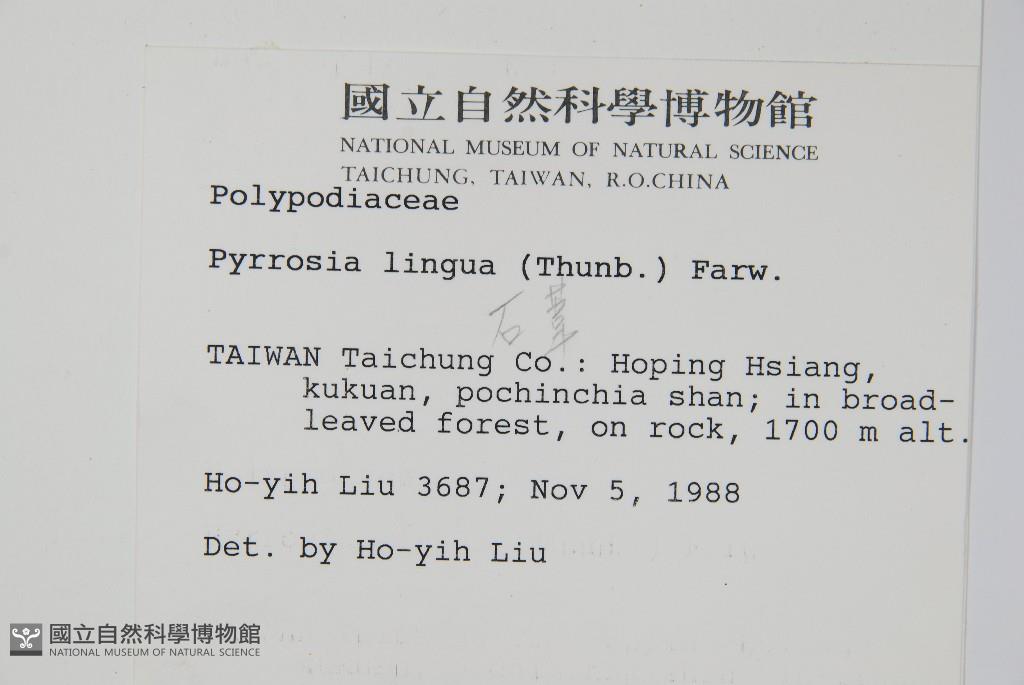 國立自然科學博物館
NATIONAL MUSEUM OF NATURAL SCIENCE
TAICHUNG, TAIWAN, R.O.CHINA
Polypodiaceae
Pyrrosia lingua (Thunb.) Farw.
石葦
TAIWAN Taichung Co.: Hoping Hsiang,
kukuan, pochinchia shan; in broad-
leaved forest, on rock, 1700 m alt.
Ho-yih Liu 3687; Nov 5, 1988
Det. by Ho-yih Liu
國立自然科學博物館
NATIONAL MUSEUM OF NATURAL SCIENCE